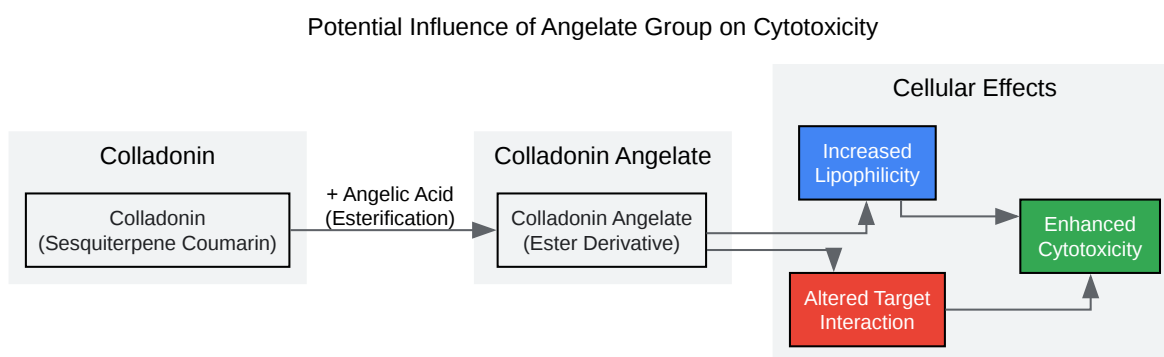 Potential Influence of Angelate Group on Cytotoxicity
Colladonin
Colladonin
(Sesquiterpene Coumarin)
+ Angelic Acid
(Esterification)
Colladonin Angelate
Colladonin Angelate
(Ester Derivative)
Cellular Effects
Increased
Lipophilicity
Altered Target
Interaction
Enhanced
Cytotoxicity